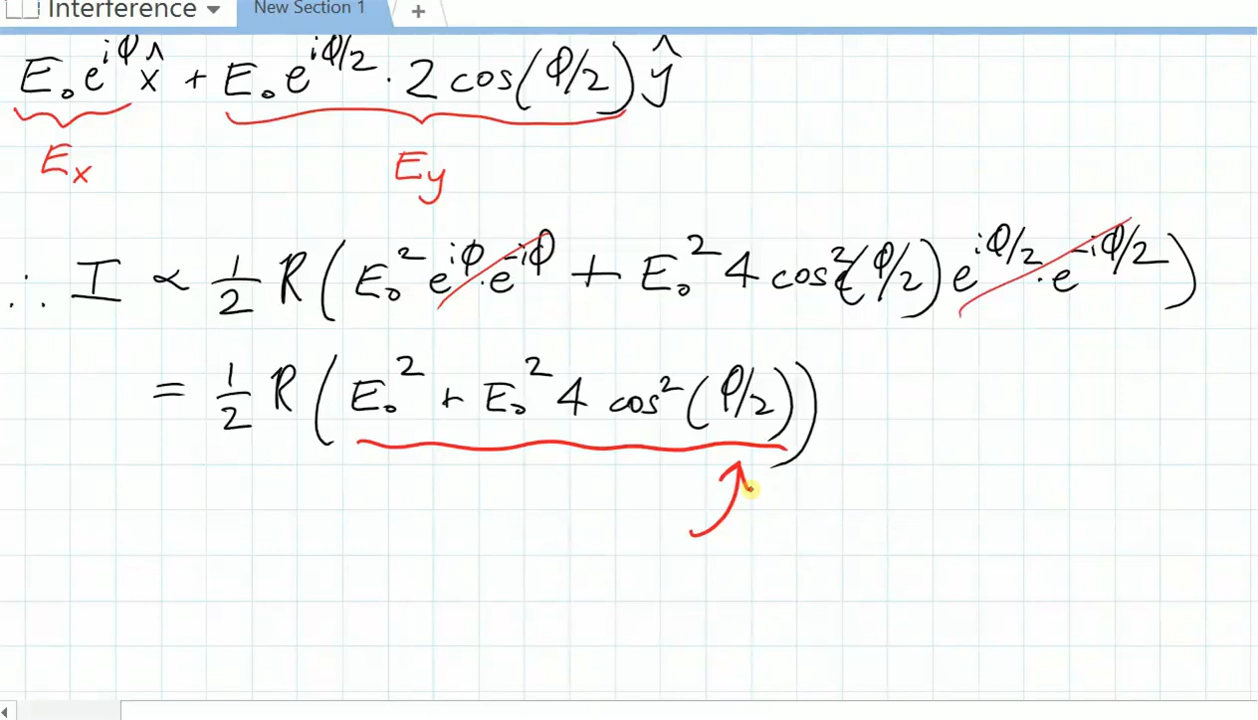 Interference New Section 1 +
E₀e^{iφ} x̂ + E₀e^{iφ/2} · 2 cos(φ/2) ŷ
Ex Ey
∴ I ∝ 1/2 R(E₀² e^{iφ} · e^{-iφ} + E₀² 4 cos²(φ/2) e^{iφ/2} · e^{-iφ/2})
= 1/2 R(E₀² + E₀² 4 cos²(φ/2))